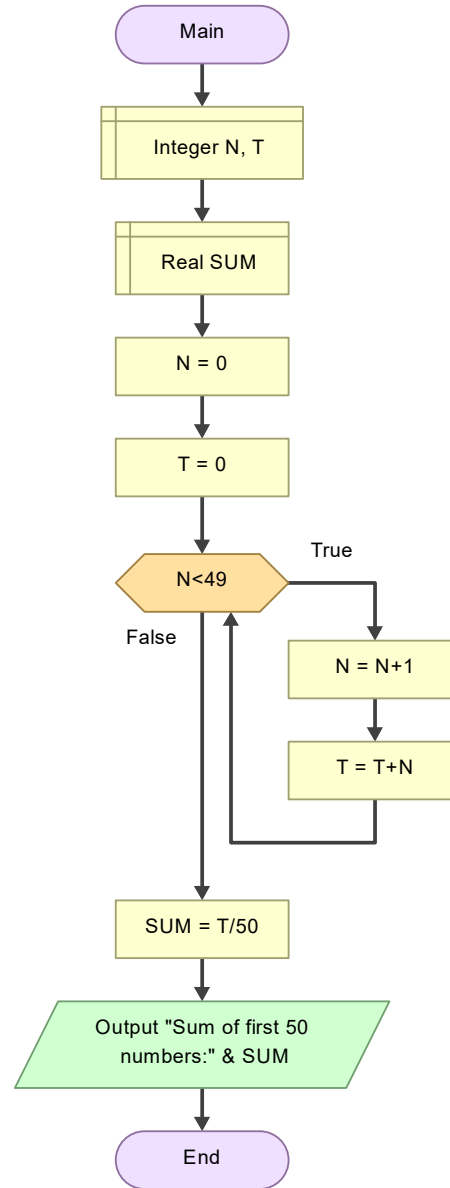 Main
Integer N, T
Real SUM
N = 0
T = 0
N<49
True
False
N = N+1
T = T+N
SUM = T/50
Output "Sum of first 50
numbers:" & SUM
End